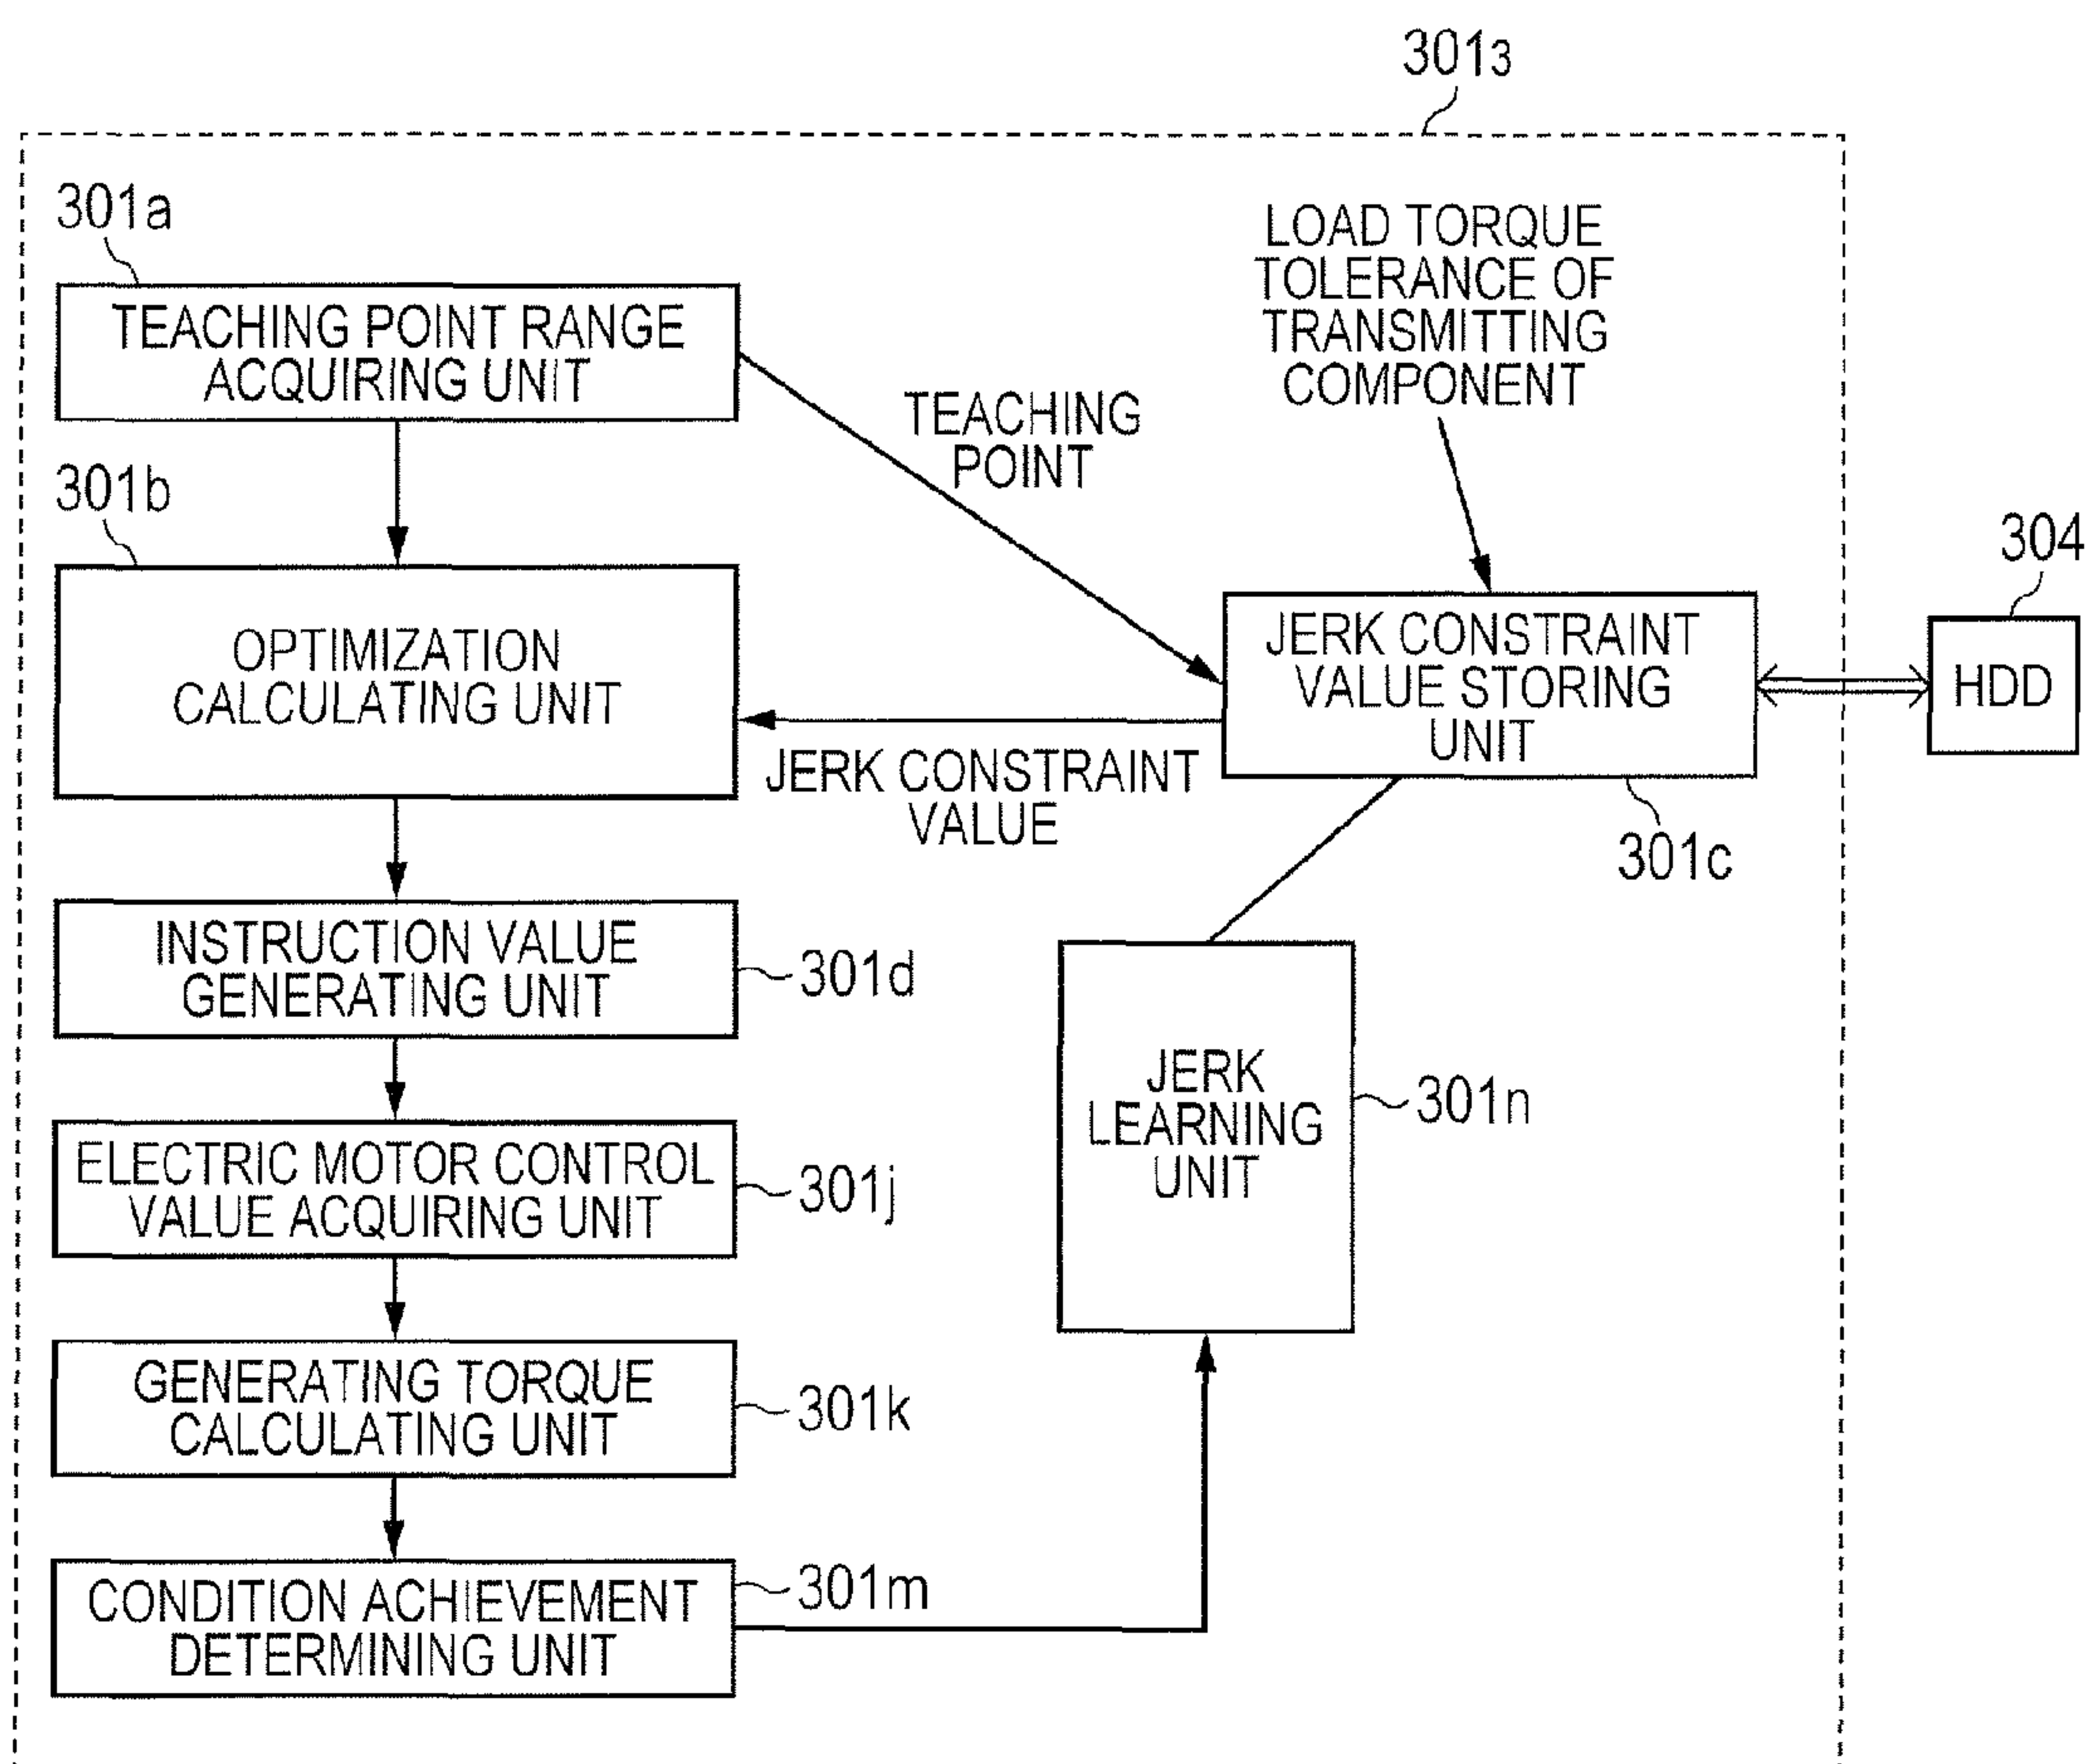 301₃
301a
TEACHING POINT RANGE
ACQUIRING UNIT
LOAD TORQUE
TOLERANCE OF
TRANSMITTING
COMPONENT
TEACHING
POINT
301b
OPTIMIZATION
CALCULATING UNIT
JERK CONSTRAINT
VALUE STORING
UNIT
304
HDD
JERK CONSTRAINT
VALUE
301c
INSTRUCTION VALUE
GENERATING UNIT
301d
JERK
LEARNING
UNIT
301n
ELECTRIC MOTOR CONTROL
VALUE ACQUIRING UNIT
301j
GENERATING TORQUE
CALCULATING UNIT
301k
CONDITION ACHIEVEMENT
DETERMINING UNIT
301m